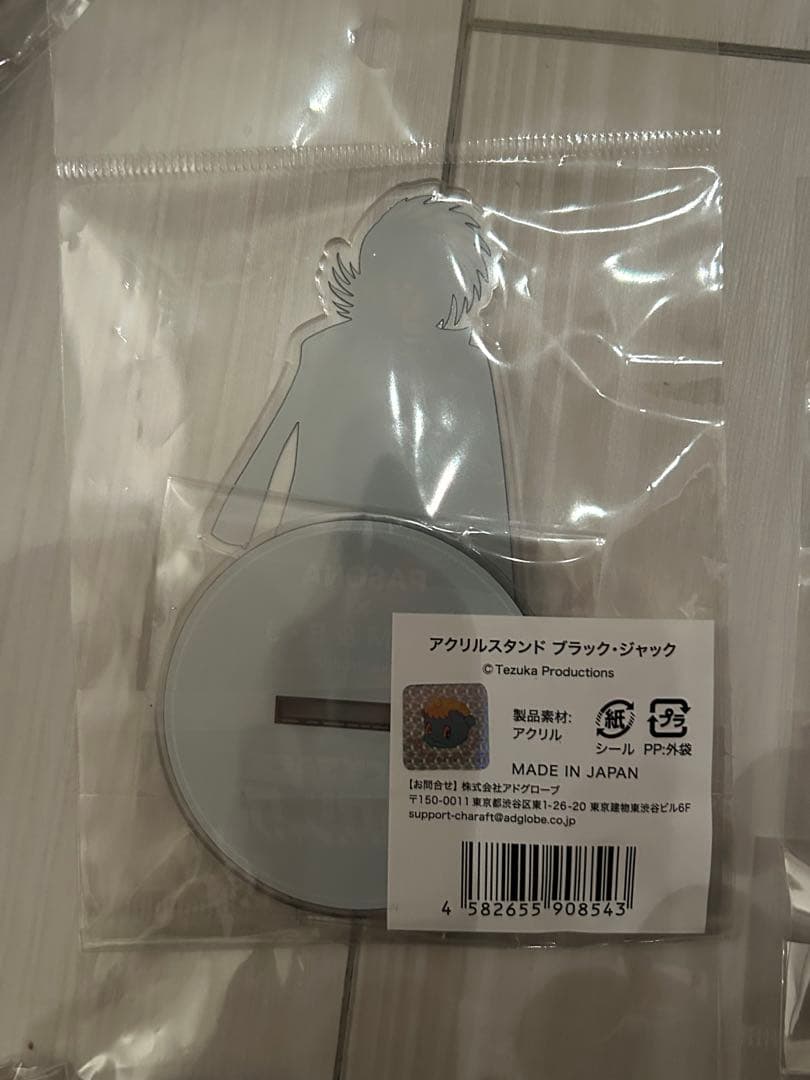 アクリルスタンド ブラック・ジャック
©Tezuka Productions
製品素材:
アクリル
紙
シール
プラ
PP:外袋
MADE IN JAPAN
【お問合せ】株式会社アドグローブ
〒150-0011 東京都渋谷区東1-26-20 東京建物東渋谷ビル6F
support-charaft@adglobe.co.jp
4 582655 908543